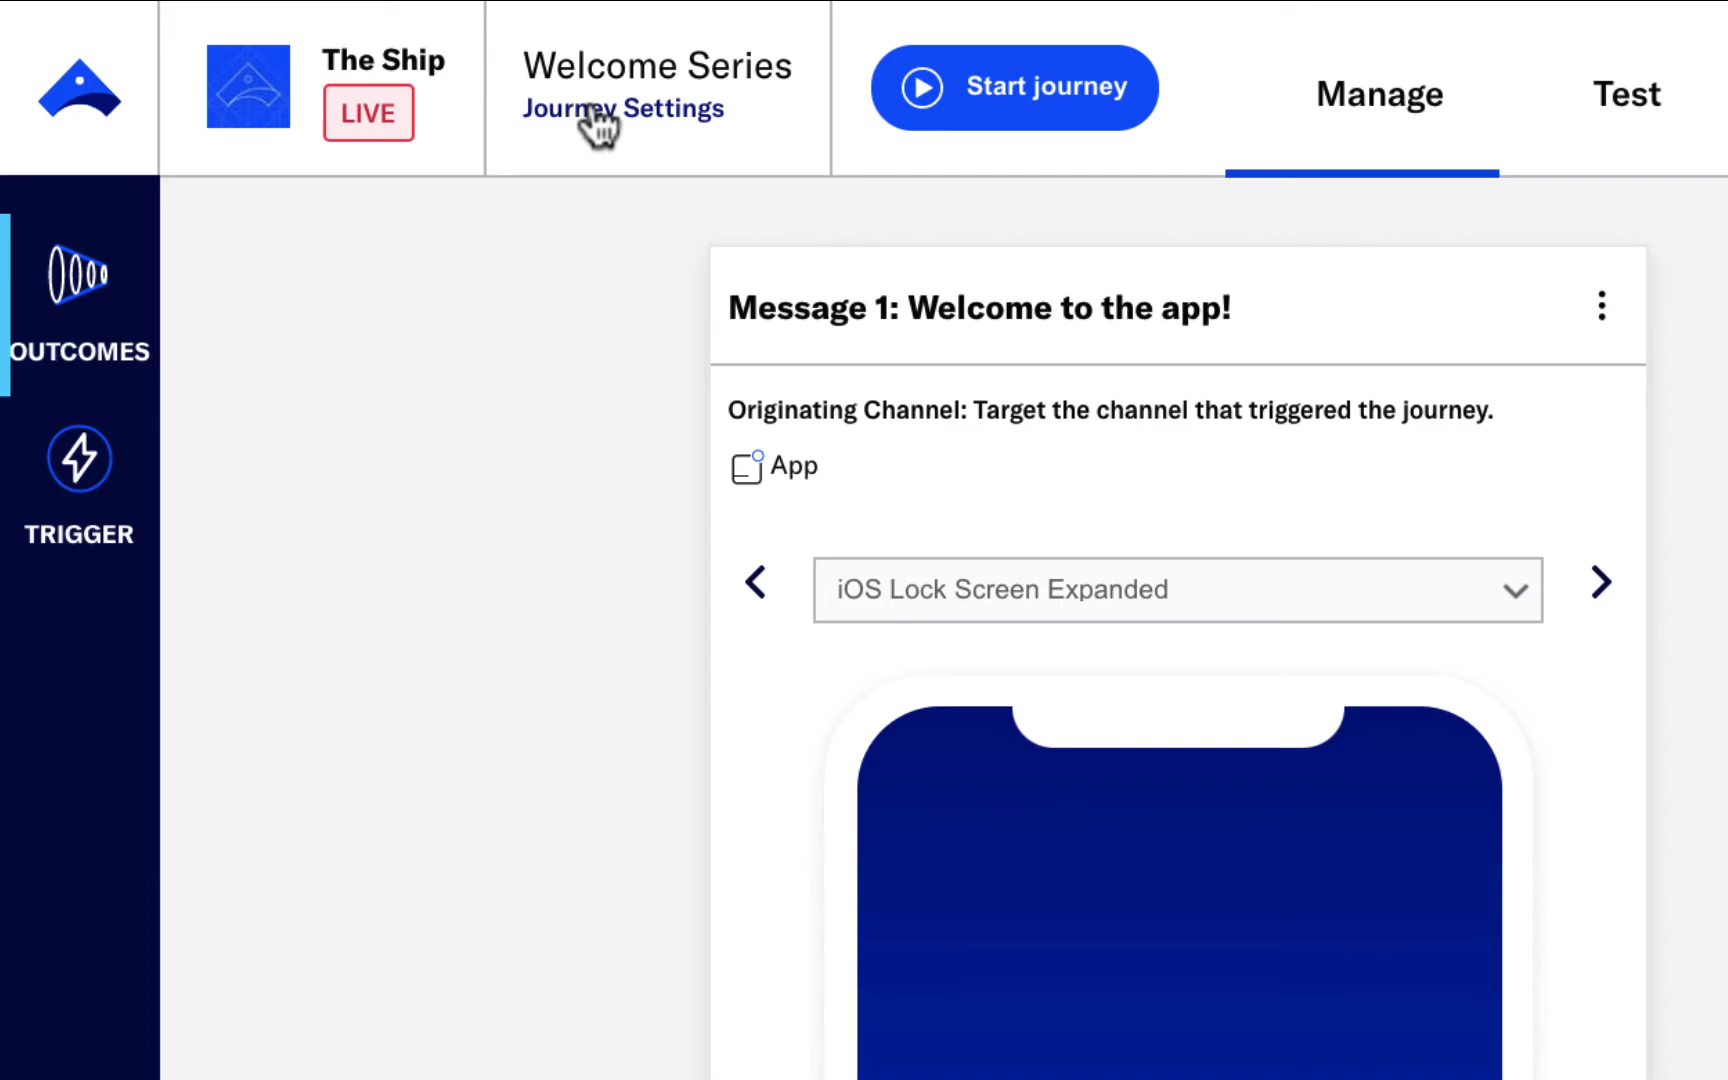 The Ship
LIVE
Welcome Series
Journey Settings
Start journey
Manage
Test
OUTCOMES
TRIGGER
Message 1: Welcome to the app!
Originating Channel: Target the channel that triggered the journey.
App
iOS Lock Screen Expanded